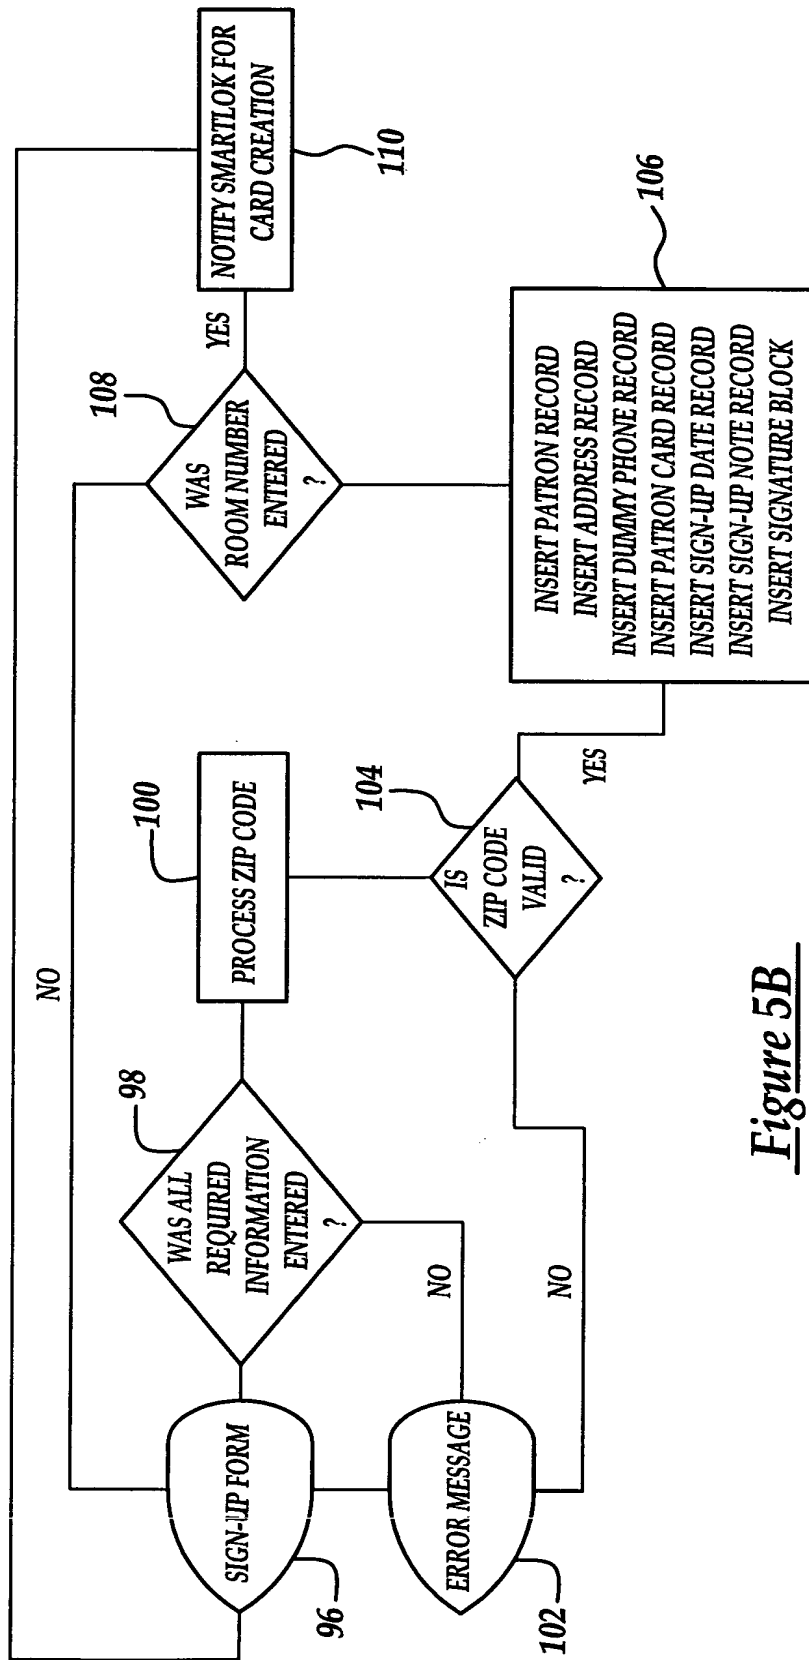 NO
SIGN-UP FORM
96
WAS ALL
REQUIRED
INFORMATION
ENTERED
?
98
NO
PROCESS ZIP CODE
100
ERROR MESSAGE
102
IS
ZIP CODE
VALID
?
104
NO
YES
INSERT PATRON RECORD
INSERT ADDRESS RECORD
INSERT DUMMY PHONE RECORD
INSERT PATRON CARD RECORD
INSERT SIGN-UP DATE RECORD
INSERT SIGN-UP NOTE RECORD
INSERT SIGNATURE BLOCK
106
WAS
ROOM NUMBER
ENTERED
?
108
YES
NOTIFY SMARTLOK FOR
CARD CREATION
110
Figure 5B